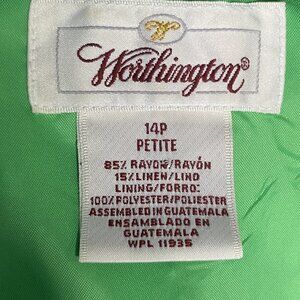 Worthington®
14P
PETITE
85% RAYON/RAYÓN
15%LINEN/LINO
LINING/FORRO:
100%POLYESTER/POLIESTER
ASSEMBLED IN GUATEMALA
ENSAMBLADO EN
GUATEMALA
WPL 11935